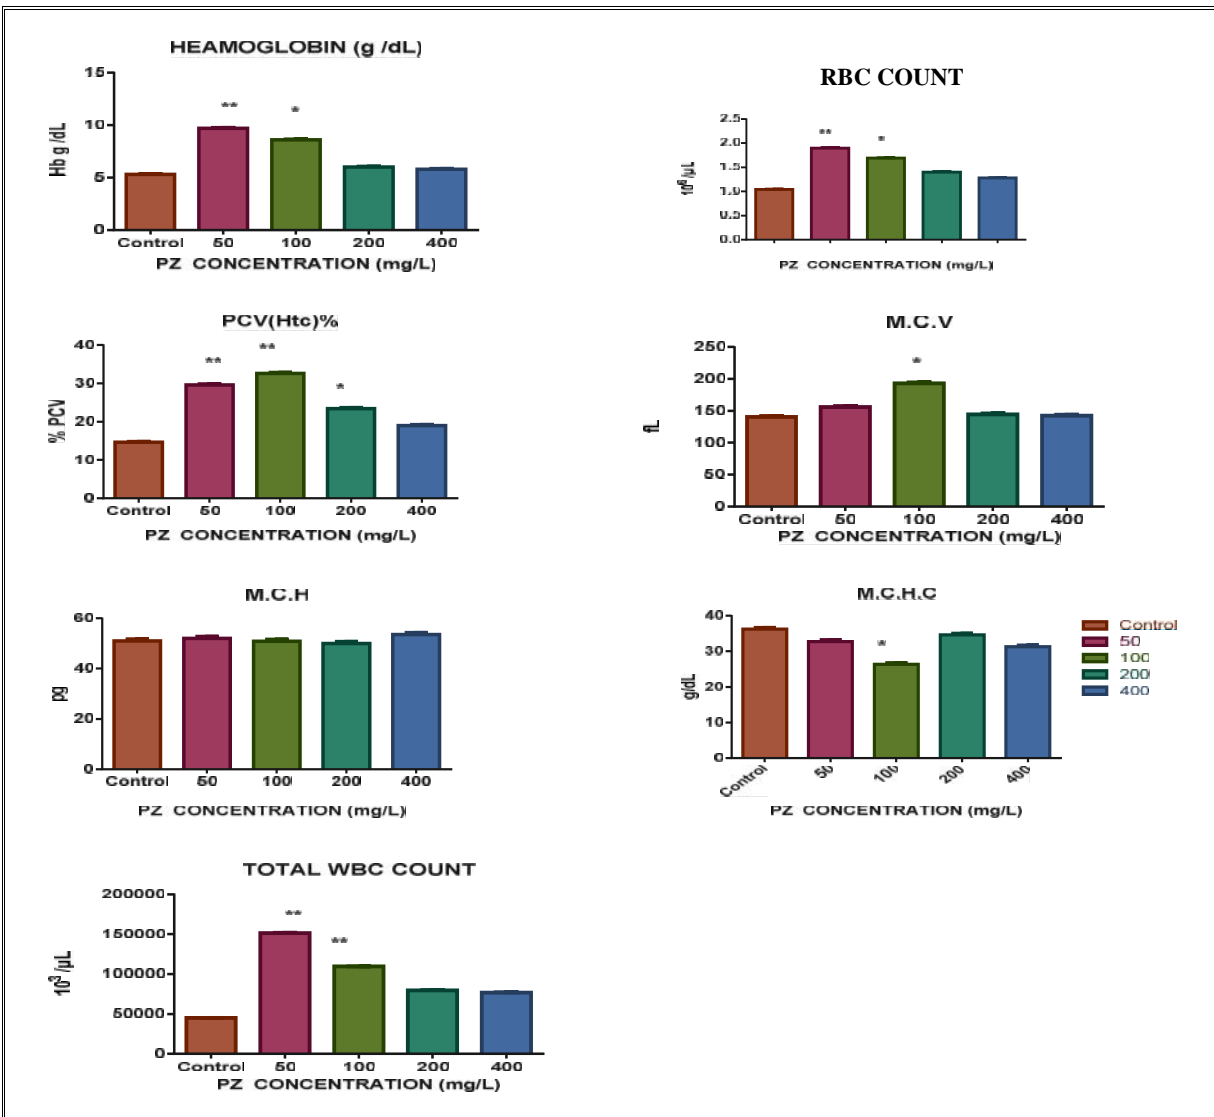 HEAMOGLOBIN (g /dL)
15
10
5
0
Hb g /dL
**
*
Control 50 100 200 400
PZ CONCENTRATION (mg/L)
RBC COUNT
2.5
2.0
1.5
1.0
0.5
0.0
10⁶/µL
**
*
PZ CONCENTRATION (mg/L)
PCV(Htc)%
40
30
20
10
0
% PCV
**
**
*
Control 50 100 200 400
PZ CONCENTRATION (mg/L)
M.C.V
250
200
150
100
50
0
fL
*
Control 50 100 200 400
PZ CONCENTRATION (mg/L)
M.C.H
60
40
20
0
pg
Control 50 100 200 400
PZ CONCENTRATION (mg/L)
M.C.H.C
40
30
20
10
0
g/dL
*
Control 50 100 200 400
PZ CONCENTRATION (mg/L)
Control
50
100
200
400
TOTAL WBC COUNT
200000
150000
100000
50000
0
10³/µL
**
**
Control 50 100 200 400
PZ CONCENTRATION (mg/L)